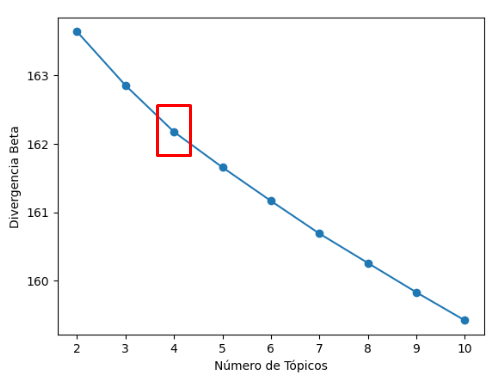 163
162
161
160
Divergencia Beta
2 3 4 5 6 7 8 9 10
Número de Tópicos